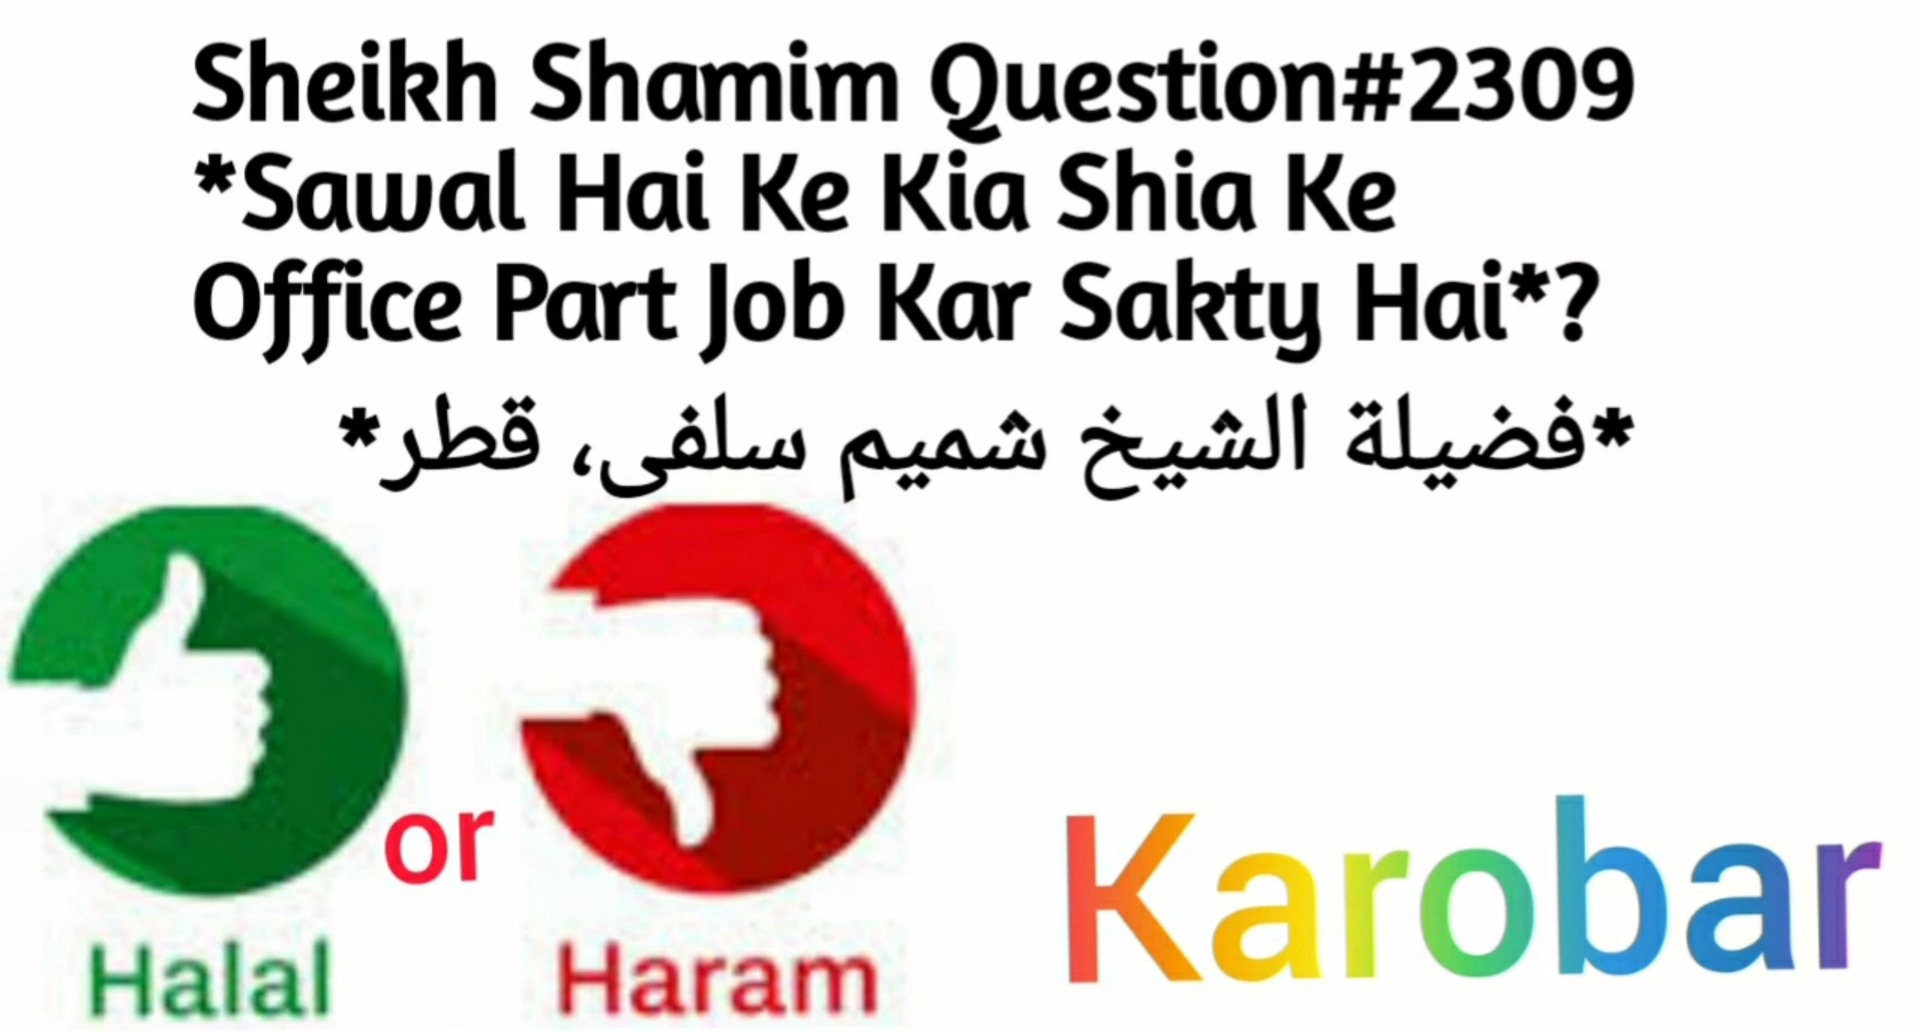 Sheikh Shamim Question#2309
*Sawal Hai Ke Kia Shia Ke
Office Part Job Kar Sakty Hai*?
*فضيلة الشيخ شميم سلفى، قطر*
or
Halal
Haram
Karobar